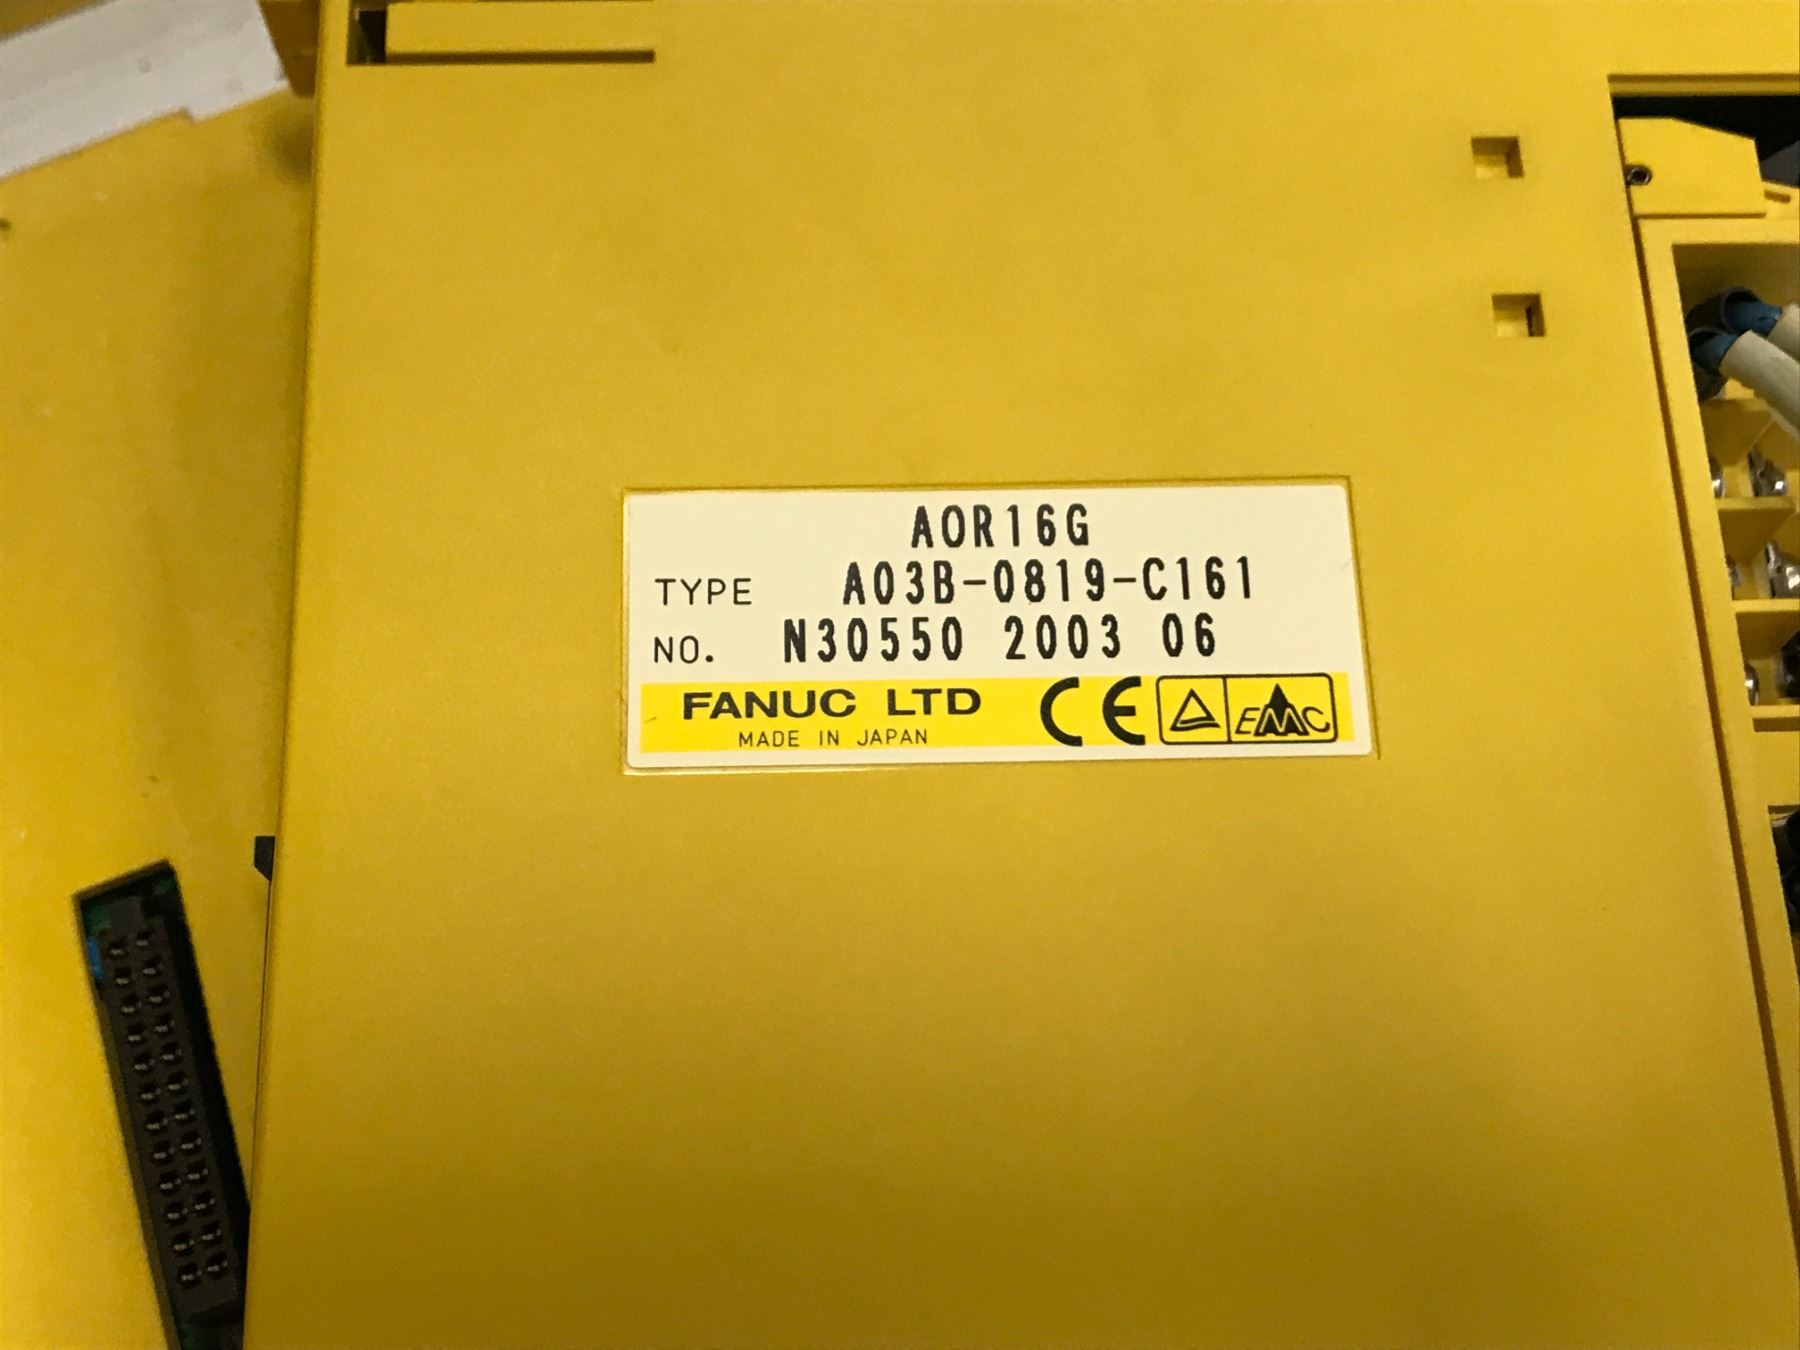 AOR16G
TYPE A03B-0819-C161
NO. N30550 2003 06
FANUC LTD CE EMC
MADE IN JAPAN